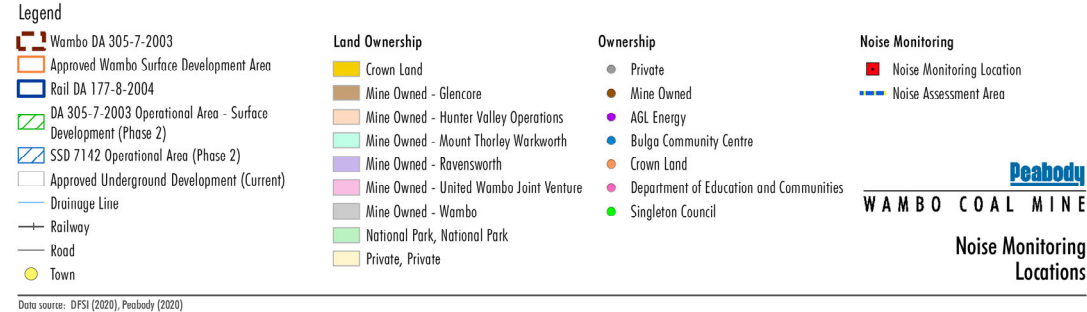 Legend
Wambo DA 305-7-2003
Approved Wambo Surface Development Area
Rail DA 177-8-2004
DA 305-7-2003 Operational Area - Surface
Development (Phase 2)
SSD 7142 Operational Area (Phase 2)
Approved Underground Development (Current)
Drainage Line
Railway
Road
Town
Land Ownership
Crown Land
Mine Owned - Glencore
Mine Owned - Hunter Valley Operations
Mine Owned - Mount Thorley Warkworth
Mine Owned - Ravensworth
Mine Owned - United Wambo Joint Venture
Mine Owned - Wambo
National Park, National Park
Private, Private
Ownership
Private
Mine Owned
AGL Energy
Bulga Community Centre
Crown Land
Department of Education and Communities
Singleton Council
Noise Monitoring
Noise Monitoring Location
Noise Assessment Area
Peabody
WAMBO COAL MINE
Noise Monitoring
Locations
Data source: DFSI (2020), Peabody (2020)